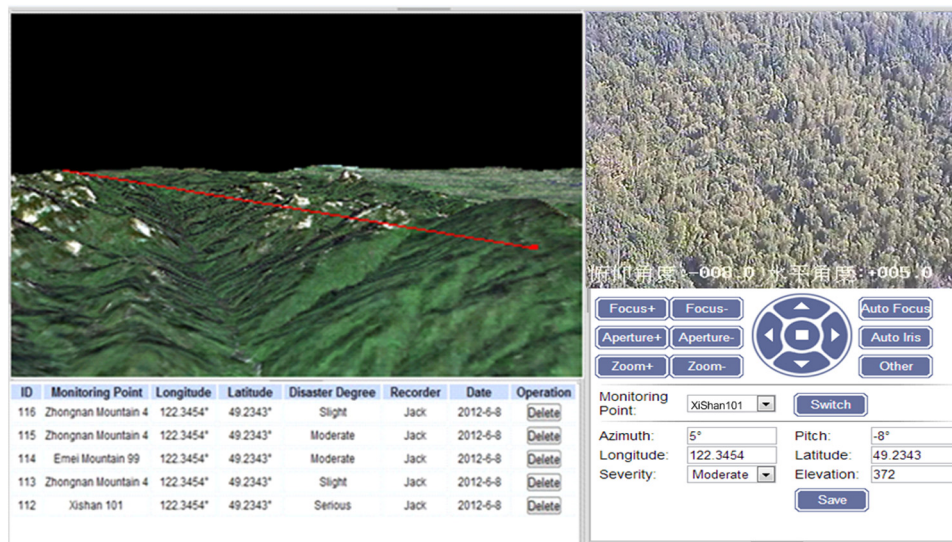 俯仰角度:-008.0 水平角度:+005.0
Focus+ Focus- Auto Focus
Aperture+ Aperture- Auto Iris
Zoom+ Zoom- Other
Monitoring Point: XiShan101 Switch
Azimuth: 5° Pitch: -8°
Longitude: 122.3454 Latitude: 49.2343
Severity: Moderate Elevation: 372
Save
ID Monitoring Point Longitude Latitude Disaster Degree Recorder Date Operation
116 Zhongnan Mountain 4 122.3454° 49.2343° Slight Jack 2012-6-8 Delete
115 Zhongnan Mountain 4 122.3454° 49.2343° Moderate Jack 2012-6-8 Delete
114 Emei Mountain 99 122.3454° 49.2343° Moderate Jack 2012-6-8 Delete
113 Zhongnan Mountain 4 122.3454° 49.2343° Slight Jack 2012-6-8 Delete
112 Xishan 101 122.3454° 49.2343° Serious Jack 2012-6-8 Delete